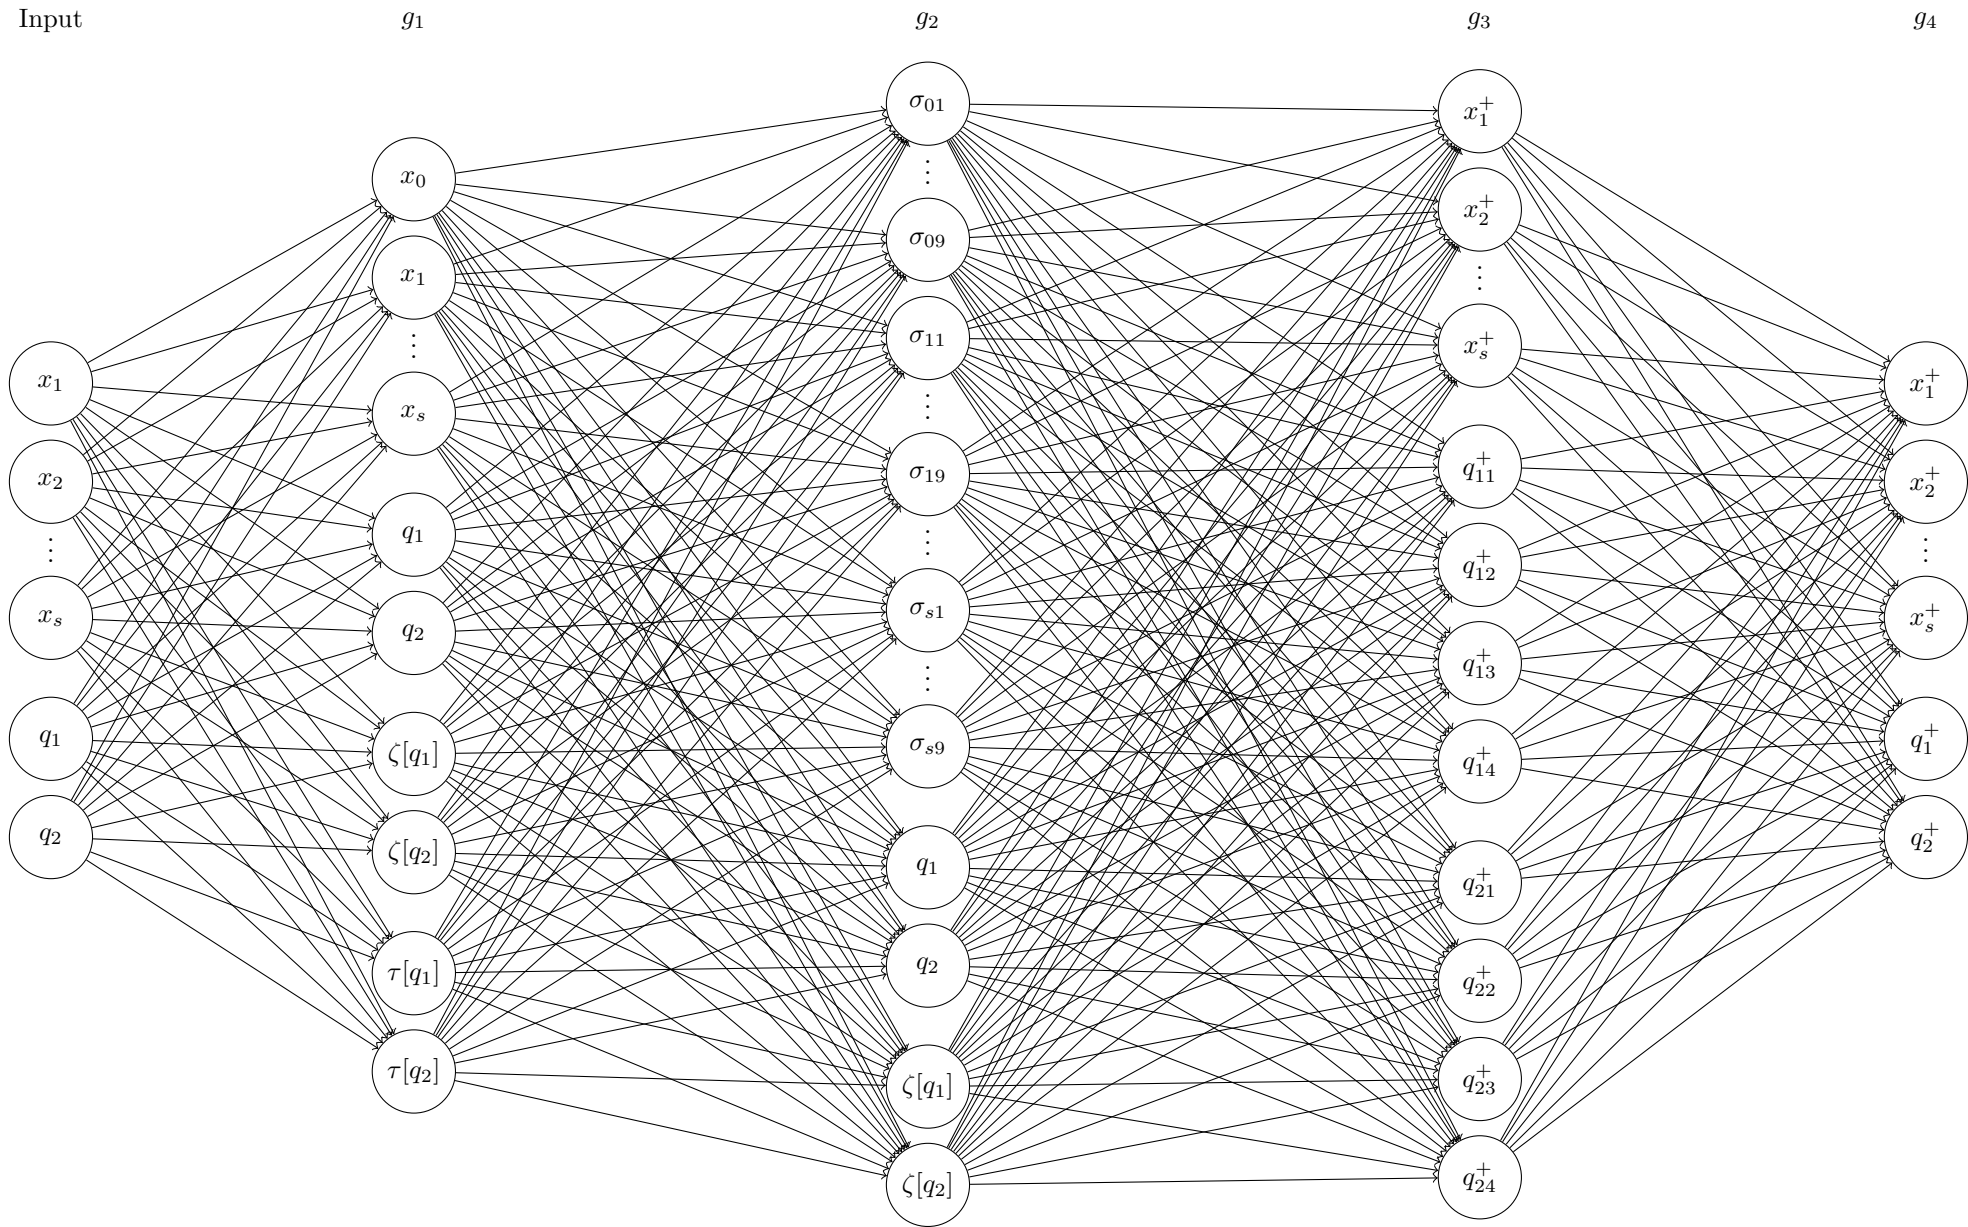 Input g₁ g₂ g₃ g₄
x₁
x₂
⋮
xₛ
q₁
q₂
x₀
x₁
⋮
xₛ
q₁
q₂
ζ[q₁]
ζ[q₂]
τ[q₁]
τ[q₂]
σ₀₁
⋮
σ₀₉
σ₁₁
⋮
σ₁₉
⋮
σₛ₁
⋮
σₛ₉
q₁
q₂
ζ[q₁]
ζ[q₂]
x₁⁺
x₂⁺
⋮
xₛ⁺
q₁₁⁺
q₁₂⁺
q₁₃⁺
q₁₄⁺
q₂₁⁺
q₂₂⁺
q₂₃⁺
q₂₄⁺
x₁⁺
x₂⁺
⋮
xₛ⁺
q₁⁺
q₂⁺